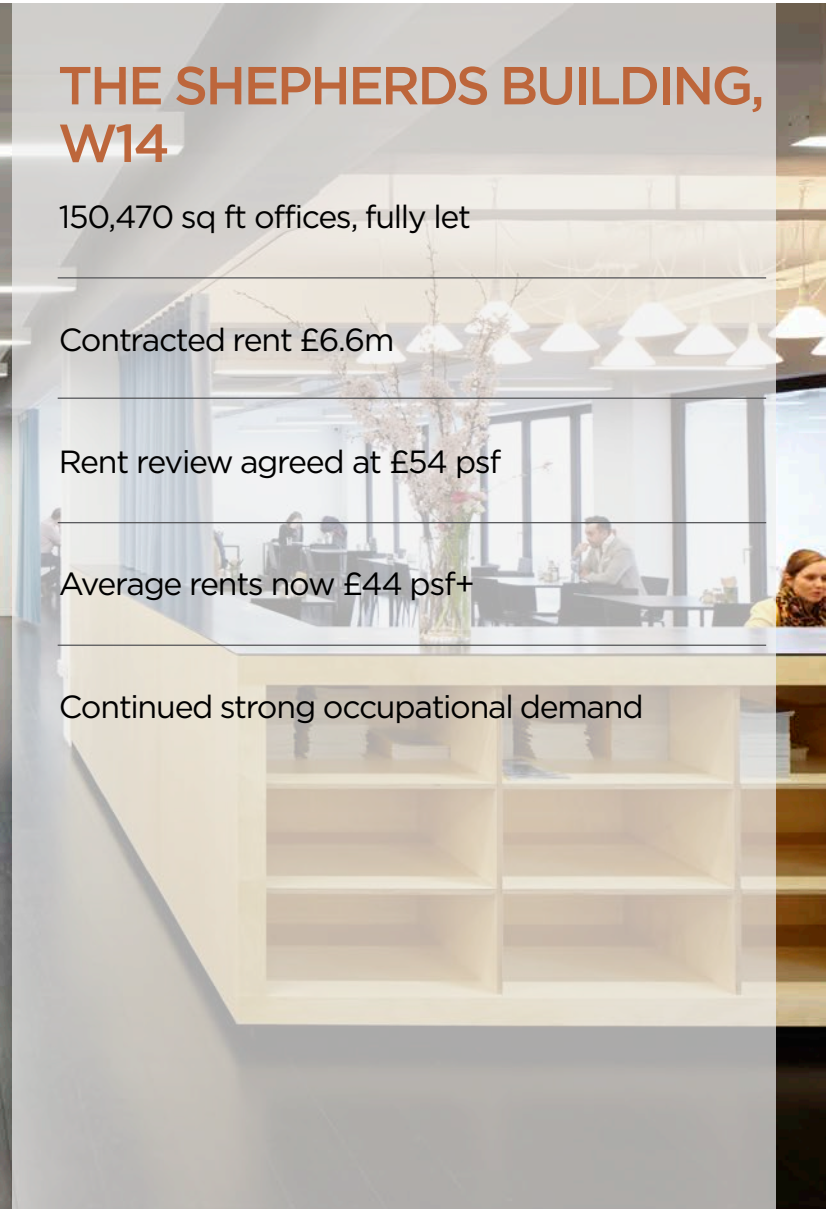 THE SHEPHERDS BUILDING,
W14
150,470 sq ft offices, fully let
Contracted rent £6.6m
Rent review agreed at £54 psf
Average rents now £44 psf+
Continued strong occupational demand